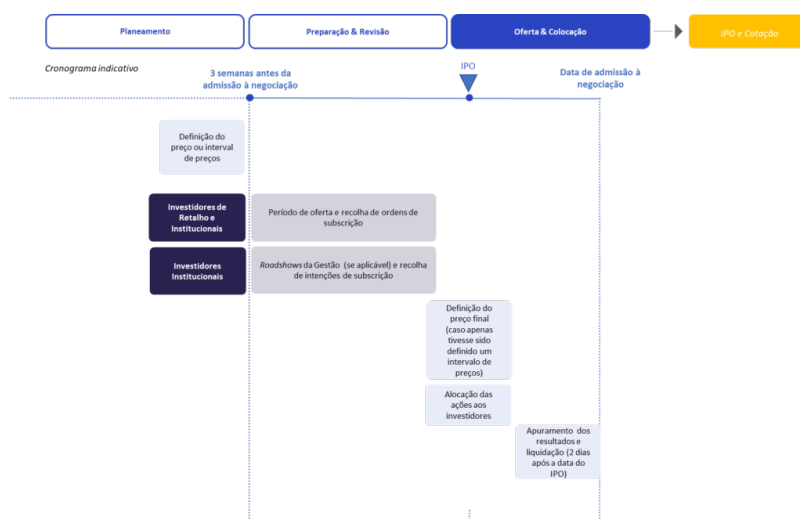 Planeamento
Preparação & Revisão
Oferta & Colocação
IPO e Cotação
Cronograma indicativo
3 semanas antes da
admissão à negociação
IPO
Data de admissão à
negociação
Definição do
preço ou interval
de preços
Investidores de
Retalho e
Institucionais
Período de oferta e recolha de ordens de
subscrição
Investidores
Institucionais
Roadshows da Gestão (se aplicável) e recolha
de intenções de subscrição
Definição do
preço final
(caso apenas
tivesse sido
definido um
intervalo de
preços)
Alocação das
ações aos
investidores
Apuramento dos
resultados e
liquidação (2 dias
após a data do
IPO)